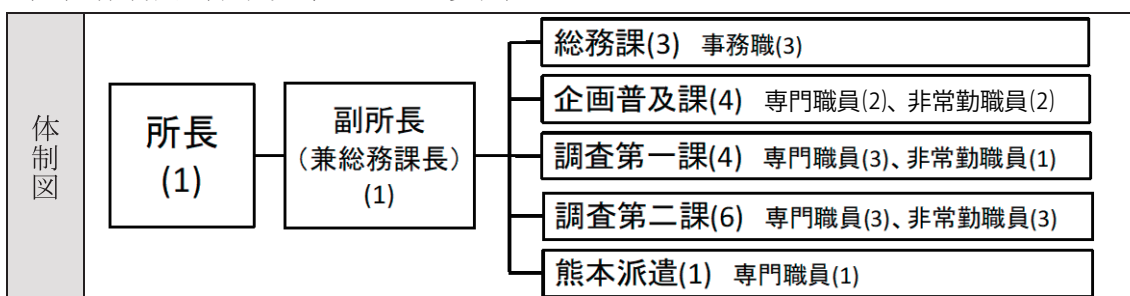 体制図
所長
(1)
副所長
(兼総務課長)
(1)
総務課(3) 事務職(3)
企画普及課(4) 専門職員(2)、非常勤職員(2)
調査第一課(4) 専門職員(3)、非常勤職員(1)
調査第二課(6) 専門職員(3)、非常勤職員(3)
熊本派遣(1) 専門職員(1)